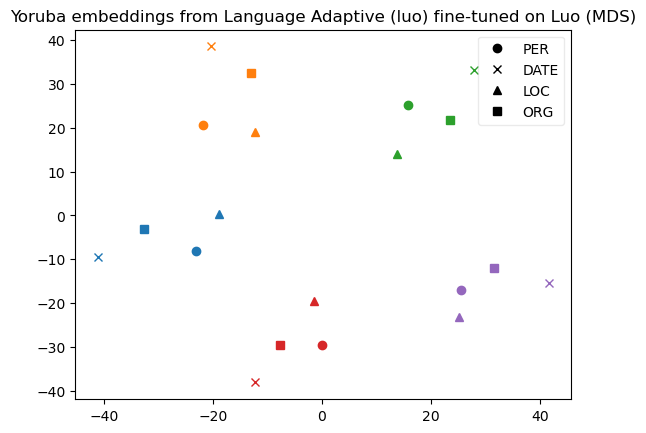 Yoruba embeddings from Language Adaptive (luo) fine-tuned on Luo (MDS)
PER
DATE
LOC
ORG
40
30
20
10
0
−10
−20
−30
−40
−40
−20
0
20
40